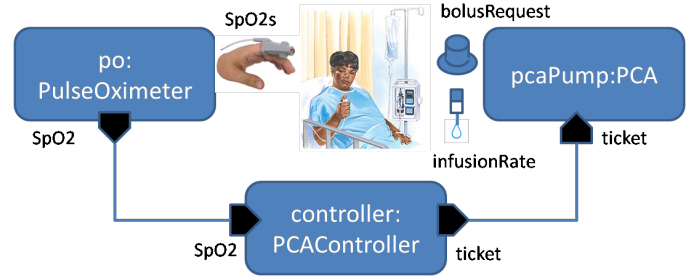 SpO2s
bolusRequest
po:
PulseOximeter
pcaPump:PCA
SpO2
infusionRate
ticket
controller:
PCAController
SpO2
ticket